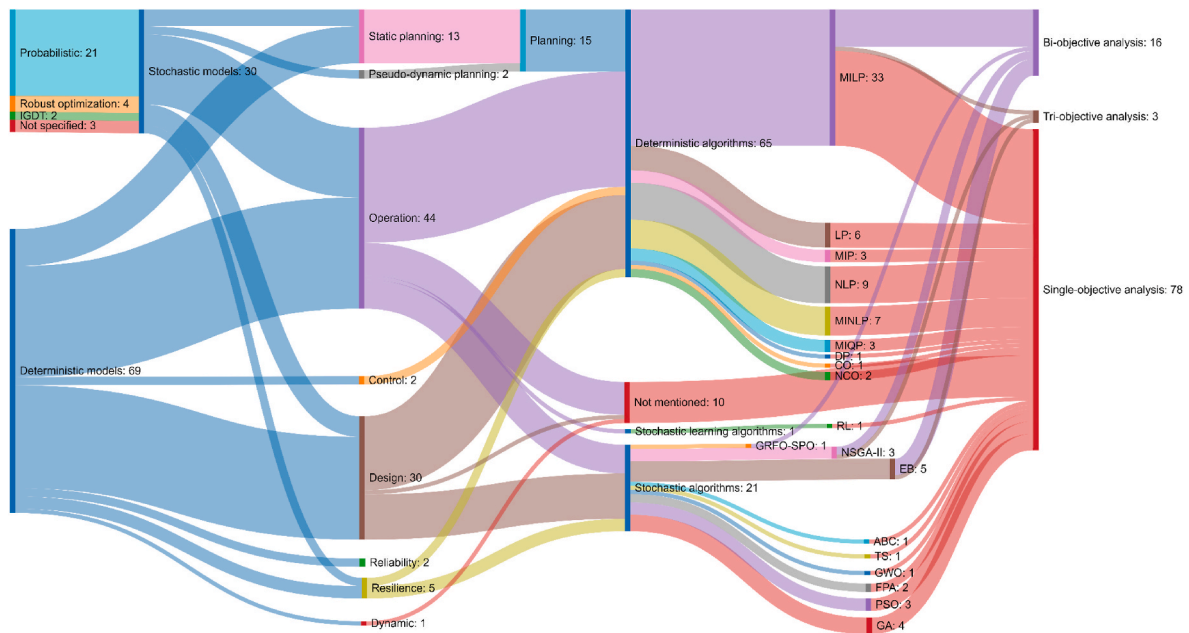 Probabilistic: 21
Robust optimization: 4
IGDT: 2
Not specified: 3
Stochastic models: 30
Deterministic models: 69
Static planning: 13
Pseudo-dynamic planning: 2
Planning: 15
Operation: 44
Control: 2
Design: 30
Reliability: 2
Resilience: 5
Dynamic: 1
Deterministic algorithms: 65
Not mentioned: 10
Stochastic learning algorithms: 1
Stochastic algorithms: 21
MILP: 33
LP: 6
MIP: 3
NLP: 9
MINLP: 7
MIQP: 3
DP: 1
CO: 1
NCO: 2
RL: 1
GRFO-SPO: 1
NSGA-II: 3
EB: 5
ABC: 1
TS: 1
GWO: 1
FPA: 2
PSO: 3
GA: 4
Bi-objective analysis: 16
Tri-objective analysis: 3
Single-objective analysis: 78